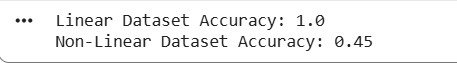 Linear Dataset Accuracy: 1.0
Non-Linear Dataset Accuracy: 0.45